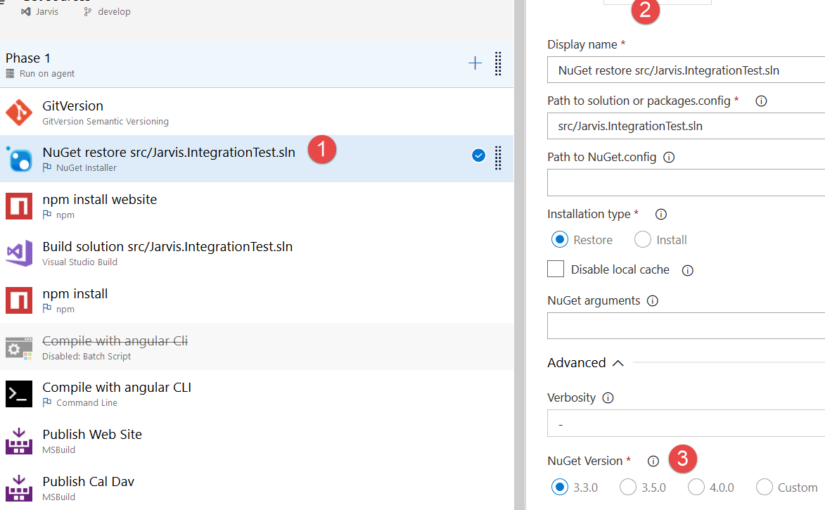 Jarvis develop
Phase 1
Run on agent
GitVersion
GitVersion Semantic Versioning
NuGet restore src/Jarvis.IntegrationTest.sln 1
NuGet Installer
npm install website
npm
Build solution src/Jarvis.IntegrationTest.sln
Visual Studio Build
npm install
npm
Compile with angular Cli
Disabled: Batch Script
Compile with angular CLI
Command Line
Publish Web Site
MSBuild
Publish Cal Dav
MSBuild
2
Display name *
NuGet restore src/Jarvis.IntegrationTest.sln
Path to solution or packages.config *
src/Jarvis.IntegrationTest.sln
Path to NuGet.config
Installation type *
Restore Install
Disable local cache
NuGet arguments
Advanced
Verbosity
-
NuGet Version * 3
3.3.0 3.5.0 4.0.0 Custom